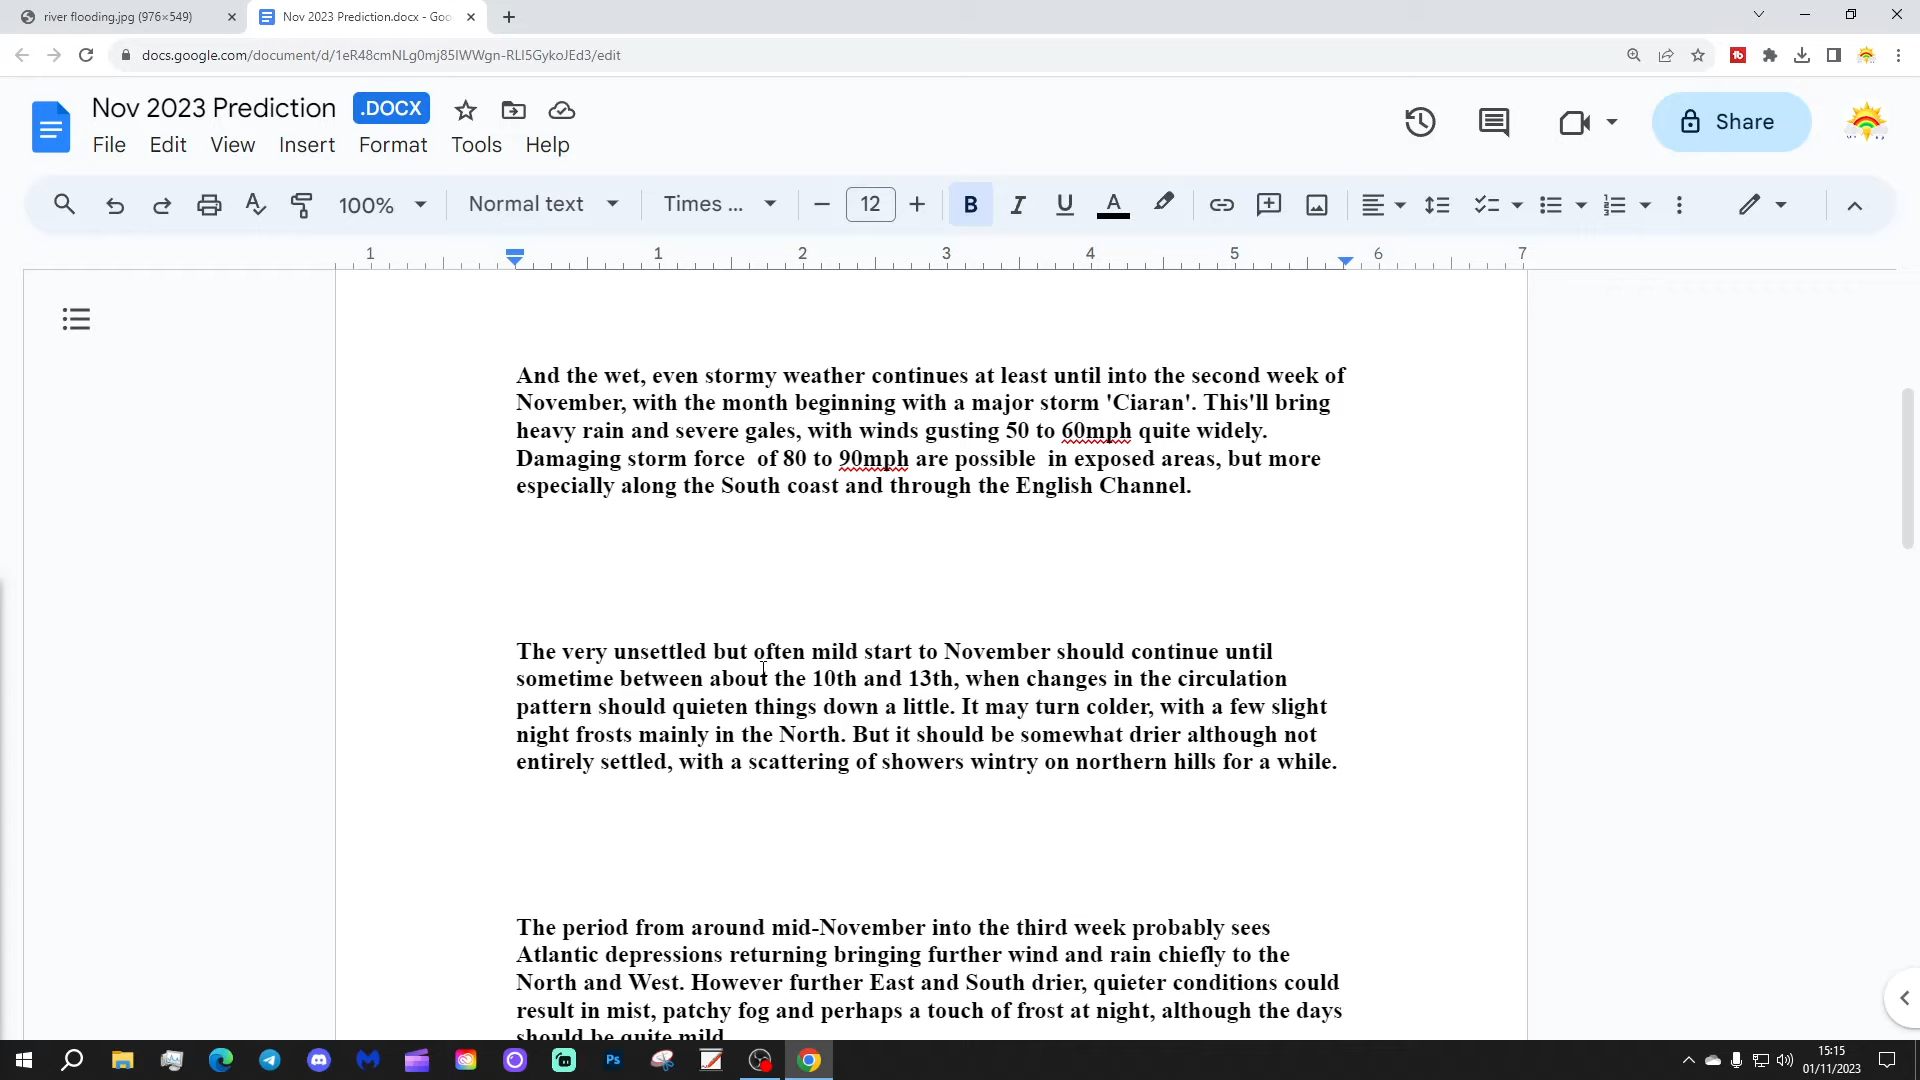 river flooding.jpg (976×549)
Nov 2023 Prediction.docx - Goo
docs.google.com/document/d/1eR48cmNLg0mj85IWWgn-RLI5GykoJEd3/edit
Nov 2023 Prediction .DOCX
File Edit View Insert Format Tools Help
Share
100% Normal text Times ... 12 B I U A
1 1 2 3 4 5 6 7
And the wet, even stormy weather continues at least until into the second week of
November, with the month beginning with a major storm 'Ciaran'. This'll bring
heavy rain and severe gales, with winds gusting 50 to 60mph quite widely.
Damaging storm force  of 80 to 90mph are possible  in exposed areas, but more
especially along the South coast and through the English Channel.
The very unsettled but often mild start to November should continue until
sometime between about the 10th and 13th, when changes in the circulation
pattern should quieten things down a little. It may turn colder, with a few slight
night frosts mainly in the North. But it should be somewhat drier although not
entirely settled, with a scattering of showers wintry on northern hills for a while.
The period from around mid-November into the third week probably sees
Atlantic depressions returning bringing further wind and rain chiefly to the
North and West. However further East and South drier, quieter conditions could
result in mist, patchy fog and perhaps a touch of frost at night, although the days
should be quite mild.
Ps
15:15
01/11/2023